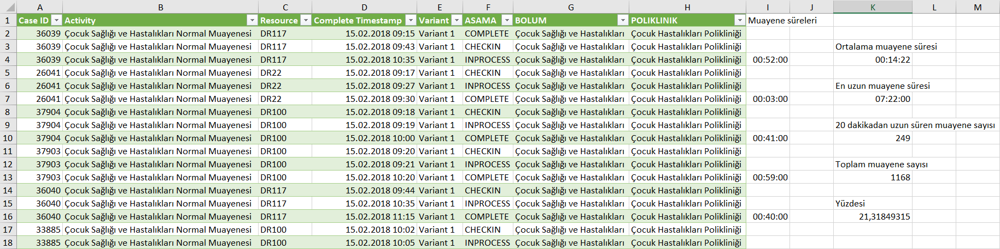 A B C D E F G H I J K L M
1 Case ID Activity Resource Complete Timestamp Variant ASAMA BOLUM POLIKLINIK Muayene süreleri
2 36039 Çocuk Sağlığı ve Hastalıkları Normal Muayenesi DR117 15.02.2018 09:15 Variant 1 COMPLETE Çocuk Sağlığı ve Hastalıkları Çocuk Hastalıkları Polikliniği
3 36039 Çocuk Sağlığı ve Hastalıkları Normal Muayenesi DR117 15.02.2018 09:43 Variant 1 CHECKIN Çocuk Sağlığı ve Hastalıkları Çocuk Hastalıkları Polikliniği Ortalama muayene süresi
4 36039 Çocuk Sağlığı ve Hastalıkları Normal Muayenesi DR117 15.02.2018 10:35 Variant 1 INPROCESS Çocuk Sağlığı ve Hastalıkları Çocuk Hastalıkları Polikliniği 00:52:00 00:14:22
5 26041 Çocuk Sağlığı ve Hastalıkları Normal Muayenesi DR22 15.02.2018 09:17 Variant 1 CHECKIN Çocuk Sağlığı ve Hastalıkları Çocuk Hastalıkları Polikliniği
6 26041 Çocuk Sağlığı ve Hastalıkları Normal Muayenesi DR22 15.02.2018 09:27 Variant 1 INPROCESS Çocuk Sağlığı ve Hastalıkları Çocuk Hastalıkları Polikliniği En uzun muayene süresi
7 26041 Çocuk Sağlığı ve Hastalıkları Normal Muayenesi DR22 15.02.2018 09:30 Variant 1 COMPLETE Çocuk Sağlığı ve Hastalıkları Çocuk Hastalıkları Polikliniği 00:03:00 07:22:00
8 37904 Çocuk Sağlığı ve Hastalıkları Normal Muayenesi DR100 15.02.2018 09:18 Variant 1 CHECKIN Çocuk Sağlığı ve Hastalıkları Çocuk Hastalıkları Polikliniği
9 37904 Çocuk Sağlığı ve Hastalıkları Normal Muayenesi DR100 15.02.2018 09:19 Variant 1 INPROCESS Çocuk Sağlığı ve Hastalıkları Çocuk Hastalıkları Polikliniği 20 dakikadan uzun süren muayene sayısı
10 37904 Çocuk Sağlığı ve Hastalıkları Normal Muayenesi DR100 15.02.2018 10:00 Variant 1 COMPLETE Çocuk Sağlığı ve Hastalıkları Çocuk Hastalıkları Polikliniği 00:41:00 249
11 37903 Çocuk Sağlığı ve Hastalıkları Normal Muayenesi DR100 15.02.2018 09:20 Variant 1 CHECKIN Çocuk Sağlığı ve Hastalıkları Çocuk Hastalıkları Polikliniği
12 37903 Çocuk Sağlığı ve Hastalıkları Normal Muayenesi DR100 15.02.2018 09:21 Variant 1 INPROCESS Çocuk Sağlığı ve Hastalıkları Çocuk Hastalıkları Polikliniği Toplam muayene sayısı
13 37903 Çocuk Sağlığı ve Hastalıkları Normal Muayenesi DR100 15.02.2018 10:20 Variant 1 COMPLETE Çocuk Sağlığı ve Hastalıkları Çocuk Hastalıkları Polikliniği 00:59:00 1168
14 36040 Çocuk Sağlığı ve Hastalıkları Normal Muayenesi DR117 15.02.2018 09:44 Variant 1 CHECKIN Çocuk Sağlığı ve Hastalıkları Çocuk Hastalıkları Polikliniği
15 36040 Çocuk Sağlığı ve Hastalıkları Normal Muayenesi DR117 15.02.2018 10:35 Variant 1 INPROCESS Çocuk Sağlığı ve Hastalıkları Çocuk Hastalıkları Polikliniği Yüzdesi
16 36040 Çocuk Sağlığı ve Hastalıkları Normal Muayenesi DR117 15.02.2018 11:15 Variant 1 COMPLETE Çocuk Sağlığı ve Hastalıkları Çocuk Hastalıkları Polikliniği 00:40:00 21,31849315
17 33885 Çocuk Sağlığı ve Hastalıkları Normal Muayenesi DR100 15.02.2018 10:02 Variant 1 CHECKIN Çocuk Sağlığı ve Hastalıkları Çocuk Hastalıkları Polikliniği
18 33885 Çocuk Sağlığı ve Hastalıkları Normal Muayenesi DR100 15.02.2018 10:05 Variant 1 INPROCESS Çocuk Sağlığı ve Hastalıkları Çocuk Hastalıkları Polikliniği